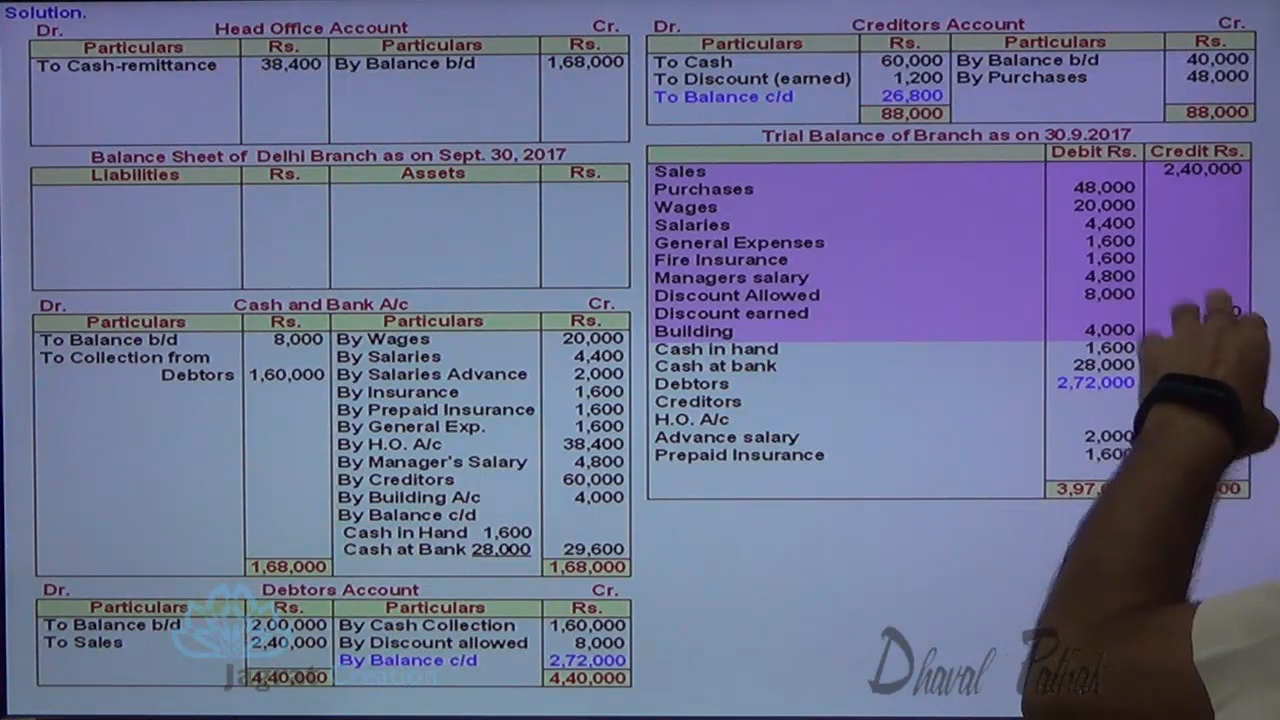 Solution.
Dr. Head Office Account Cr.
Particulars Rs. Particulars Rs.
To Cash-remittance 38,400 By Balance b/d 1,68,000
Balance Sheet of Delhi Branch as on Sept. 30, 2017
Liabilities Rs. Assets Rs.
Dr. Cash and Bank A/c Cr.
Particulars Rs. Particulars Rs.
To Balance b/d 8,000 By Wages 20,000
To Collection from By Salaries 4,400
Debtors 1,60,000 By Salaries Advance 2,000
By Insurance 1,600
By Prepaid Insurance 1,600
By General Exp. 1,600
By H.O. A/c 38,400
By Manager's Salary 4,800
By Creditors 60,000
By Building A/c 4,000
By Balance c/d
Cash in Hand 1,600
Cash at Bank 28,000 29,600
1,68,000 1,68,000
Dr. Debtors Account Cr.
Particulars Rs. Particulars Rs.
To Balance b/d 2,00,000 By Cash Collection 1,60,000
To Sales 2,40,000 By Discount allowed 8,000
By Balance c/d 2,72,000
4,40,000 4,40,000
Dr. Creditors Account Cr.
Particulars Rs. Particulars Rs.
To Cash 60,000 By Balance b/d 40,000
To Discount (earned) 1,200 By Purchases 48,000
To Balance c/d 26,800
88,000 88,000
Trial Balance of Branch as on 30.9.2017
Debit Rs. Credit Rs.
Sales 2,40,000
Purchases 48,000
Wages 20,000
Salaries 4,400
General Expenses 1,600
Fire Insurance 1,600
Managers salary 4,800
Discount Allowed 8,000
Discount earned
Building 4,000
Cash in hand 1,600
Cash at bank 28,000
Debtors 2,72,000
Creditors
H.O. A/c
Advance salary 2,000
Prepaid Insurance 1,600
Dhaval Pathak